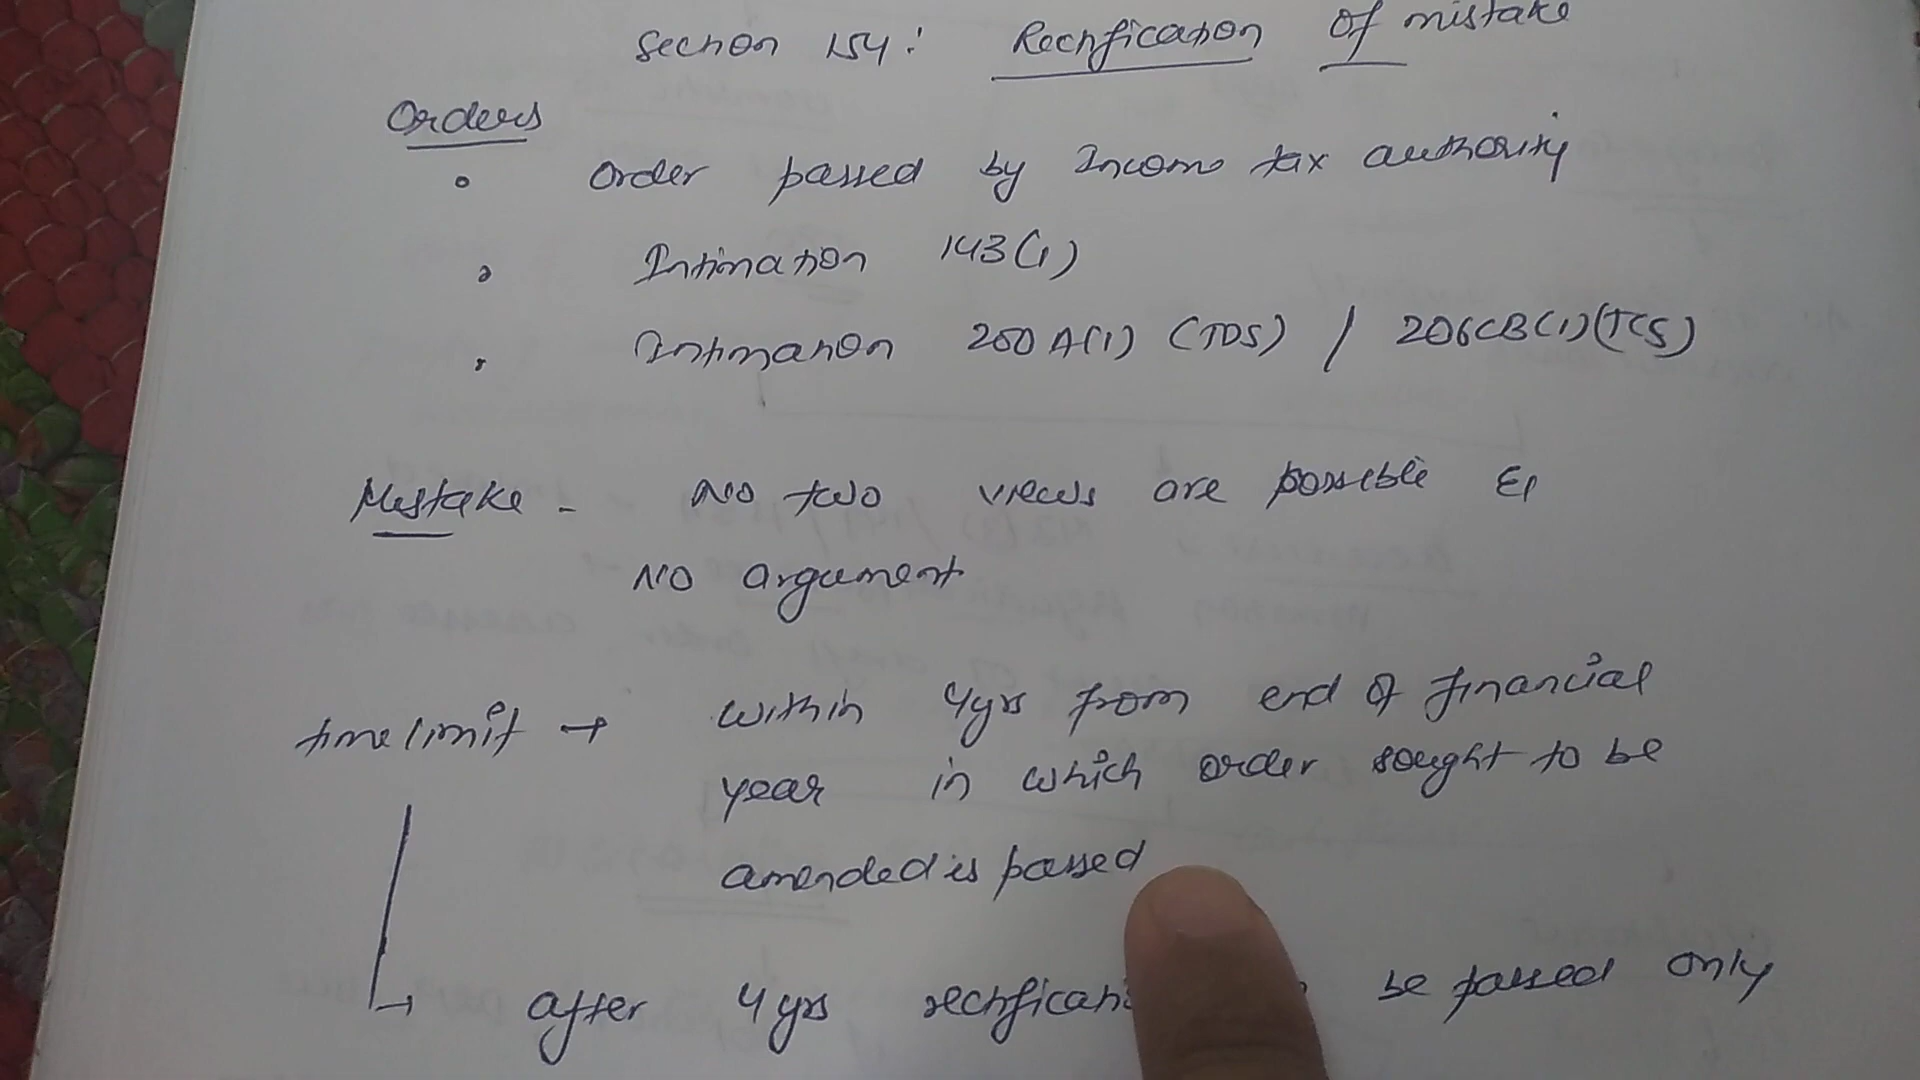 Section 154: Rectification of mistake
Orders
Order passed by Income tax authority
Intimation 143(1)
Intimation 200A(1) (TDS) / 206CB(1)(TCS)
Mistake - No two views are possible &
No argument
time limit → within 4yrs from end of financial
year in which order sought to be
amended is passed
after 4 yrs be passed only